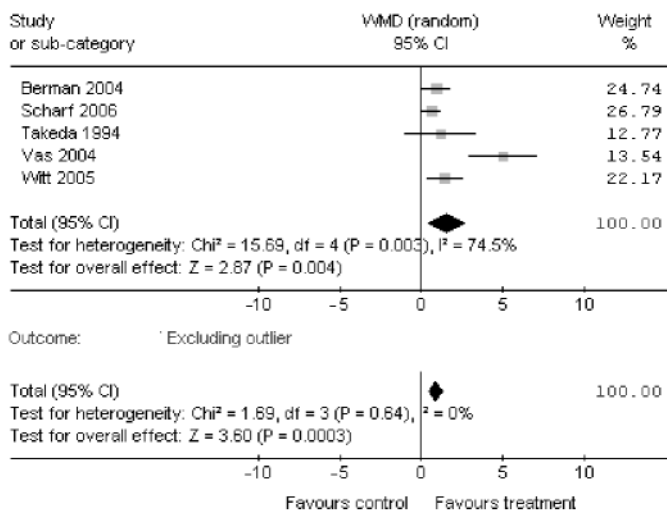 Study WMD (random) Weight
or sub-category 95% CI %
Berman 2004 24.74
Scharf 2006 26.79
Takeda 1994 12.77
Vas 2004 13.54
Witt 2005 22.17
Total (95% CI) 100.00
Test for heterogeneity: Chi² = 15.69, df = 4 (P = 0.003), I² = 74.5%
Test for overall effect: Z = 2.87 (P = 0.004)
-10 -5 0 5 10
Outcome: Excluding outlier
Total (95% CI) 100.00
Test for heterogeneity: Chi² = 1.69, df = 3 (P = 0.64), ² = 0%
Test for overall effect: Z = 3.60 (P = 0.0003)
-10 -5 0 5 10
Favours control Favours treatment